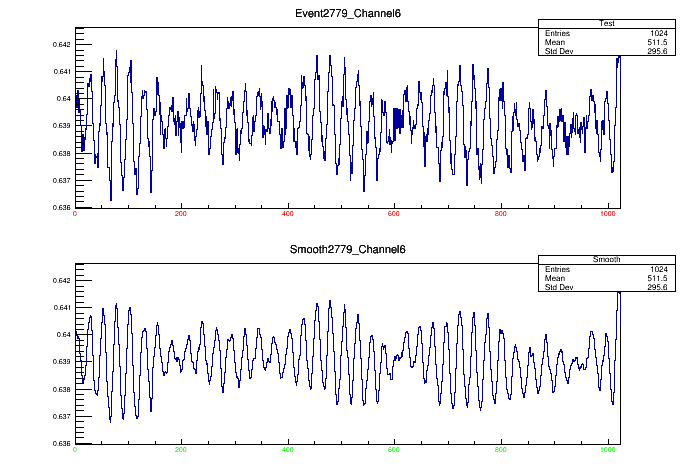 Event2779_Channel6
Test
Entries 1024
Mean 511.5
Std Dev 295.6
0.642
0.641
0.64
0.639
0.638
0.637
0.636
0 200 400 600 800 1000
Smooth2779_Channel6
Smooth
Entries 1024
Mean 511.5
Std Dev 295.6
0.642
0.641
0.64
0.639
0.638
0.637
0.636
0 200 400 600 800 1000